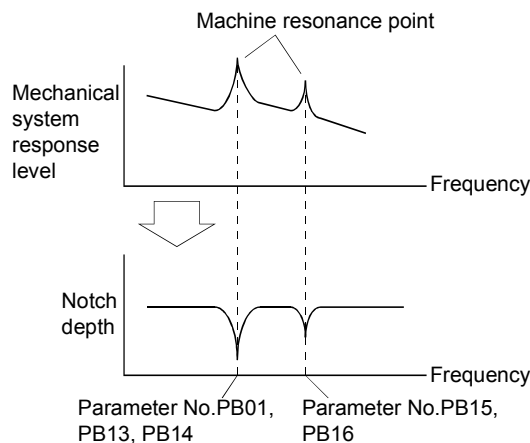 Machine resonance point
Mechanical
system
response
level
Frequency
Notch
depth
Frequency
Parameter No.PB01,
PB13, PB14
Parameter No.PB15,
PB16